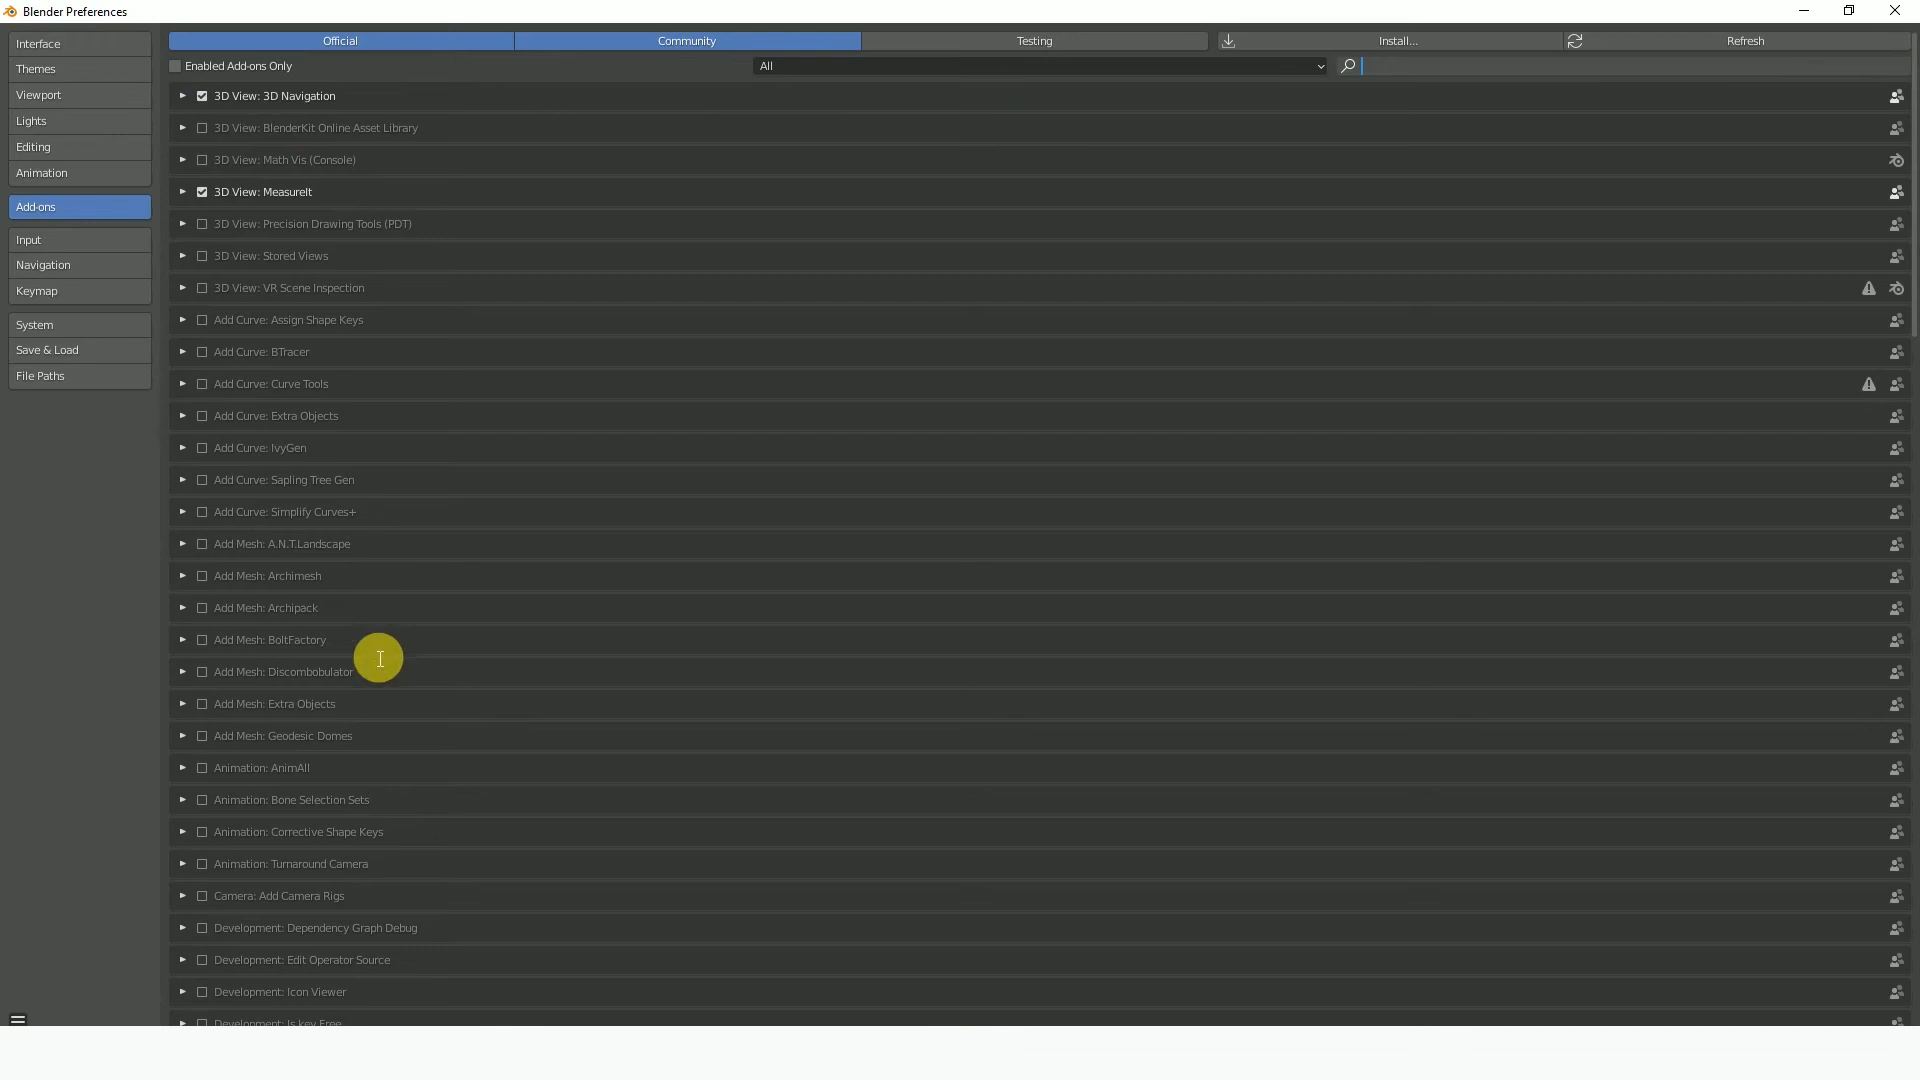 Blender Preferences
Interface
Themes
Viewport
Lights
Editing
Animation
Add-ons
Input
Navigation
Keymap
System
Save & Load
File Paths
Official
Community
Testing
Install...
Refresh
Enabled Add-ons Only
All
3D View: 3D Navigation
3D View: BlenderKit Online Asset Library
3D View: Math Vis (Console)
3D View: MeasureIt
3D View: Precision Drawing Tools (PDT)
3D View: Stored Views
3D View: VR Scene Inspection
Add Curve: Assign Shape Keys
Add Curve: BTracer
Add Curve: Curve Tools
Add Curve: Extra Objects
Add Curve: IvyGen
Add Curve: Sapling Tree Gen
Add Curve: Simplify Curves+
Add Mesh: A.N.T.Landscape
Add Mesh: Archimesh
Add Mesh: Archipack
Add Mesh: BoltFactory
Add Mesh: Discombobulator
Add Mesh: Extra Objects
Add Mesh: Geodesic Domes
Animation: AnimAll
Animation: Bone Selection Sets
Animation: Corrective Shape Keys
Animation: Turnaround Camera
Camera: Add Camera Rigs
Development: Dependency Graph Debug
Development: Edit Operator Source
Development: Icon Viewer
Development: Is key Free